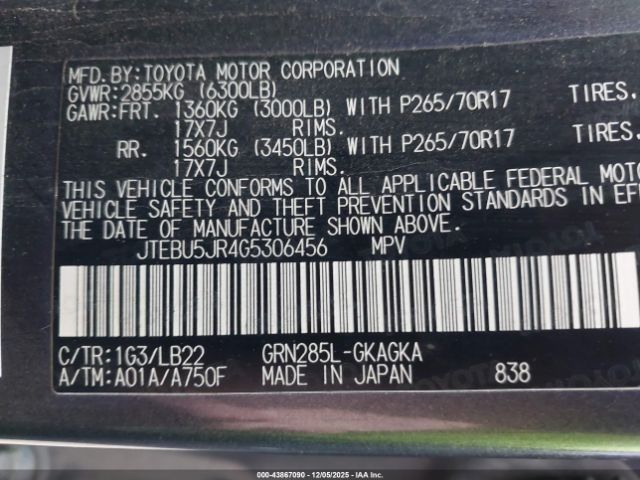 MFD.BY:TOYOTA MOTOR CORPORATION
GVWR:2855KG (6300LB)
GAWR:FRT. 1360KG (3000LB) WITH P265/70R17 TIRES,
17X7J RIMS.
RR. 1560KG (3450LB) WITH P265/70R17 TIRES,
17X7J RIMS.
THIS VEHICLE CONFORMS TO ALL APPLICABLE FEDERAL MOTO
VEHICLE SAFETY AND THEFT PREVENTION STANDARDS IN EF
THE DATE OF MANUFACTURE SHOWN ABOVE.
JTEBU5JR4G5306456 MPV
C/TR:1G3/LB22 GRN285L-GKAGKA
A/TM:A01A/A750F MADE IN JAPAN 838
000-43867090 - 12/05/2025 - IAAI